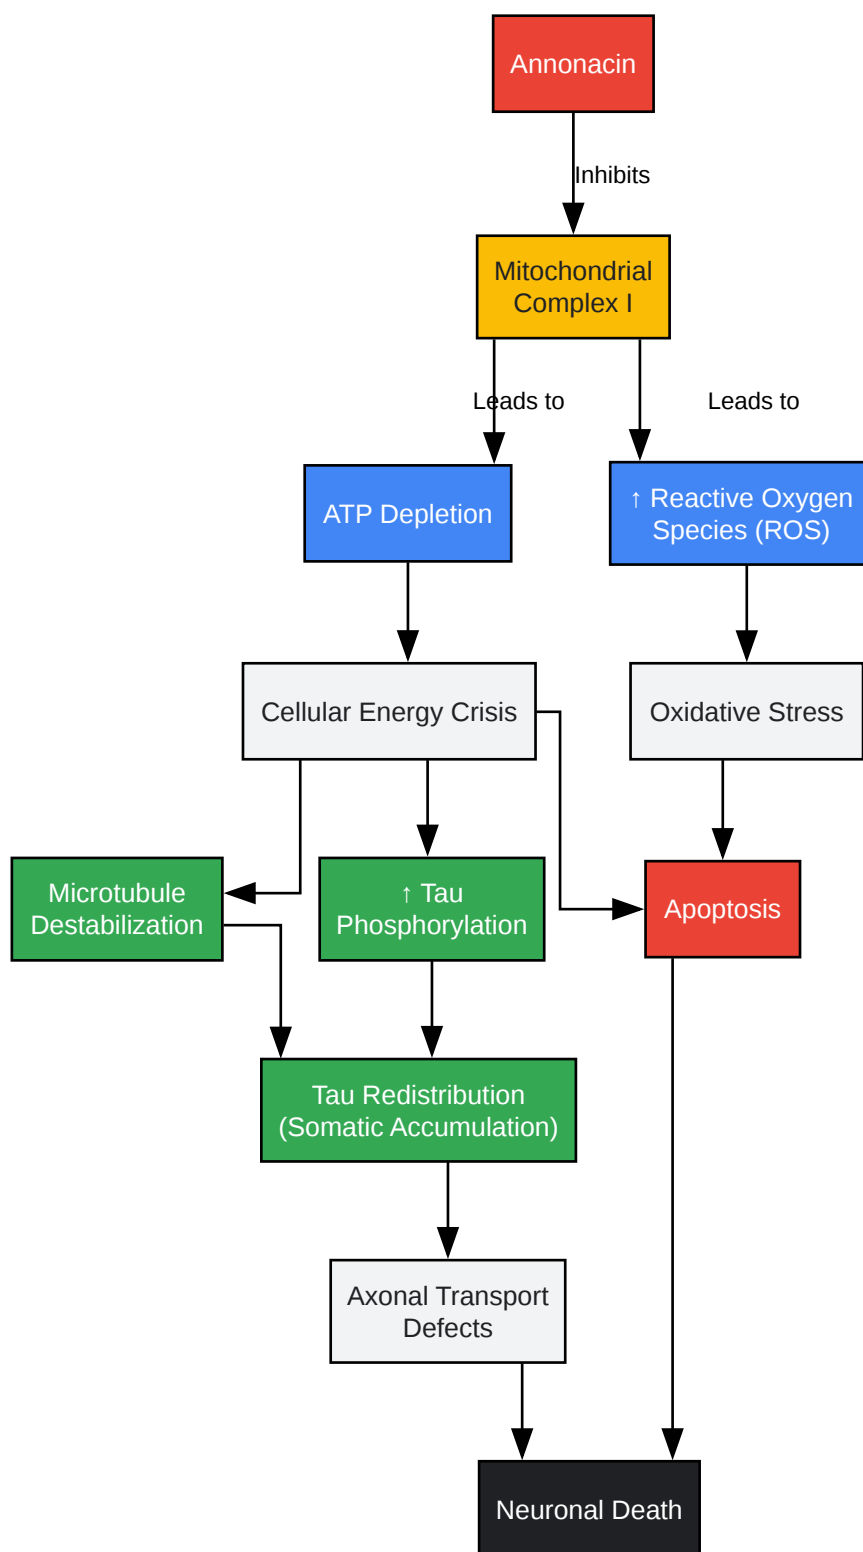 Annonacin
Inhibits
Mitochondrial
Complex I
Leads to
Leads to
ATP Depletion
↑ Reactive Oxygen
Species (ROS)
Cellular Energy Crisis
Oxidative Stress
Microtubule
Destabilization
↑ Tau
Phosphorylation
Apoptosis
Tau Redistribution
(Somatic Accumulation)
Axonal Transport
Defects
Neuronal Death